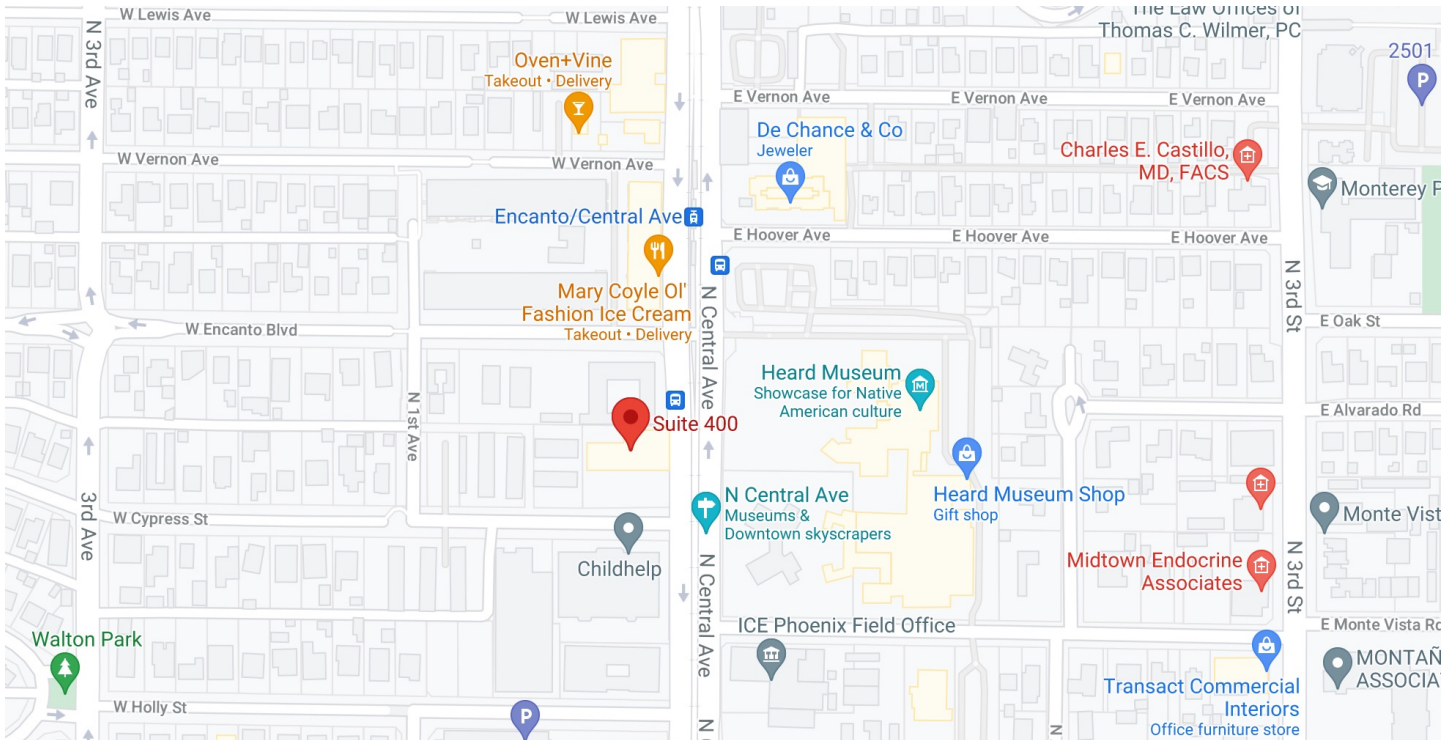 W Lewis Ave
W Lewis Ave
The Law Offices of
Thomas C. Wilmer, PC
N 3rd Ave
Oven+Vine
Takeout • Delivery
2501
P
E Vernon Ave
E Vernon Ave
E Vernon Ave
De Chance & Co
Jeweler
Charles E. Castillo,
MD, FACS
W Vernon Ave
W Vernon Ave
Monterey P
Encanto/Central Ave
E Hoover Ave
E Hoover Ave
E Hoover Ave
Mary Coyle Ol'
Fashion Ice Cream
Takeout • Delivery
N Central Ave
N 3rd St
W Encanto Blvd
E Oak St
Heard Museum
Showcase for Native
American culture
N 1st Ave
Suite 400
E Alvarado Rd
3rd Ave
W Cypress St
N Central Ave
Museums &
Downtown skyscrapers
Heard Museum Shop
Gift shop
Monte Vist
Childhelp
N Central Ave
Midtown Endocrine
Associates
N 3rd St
Walton Park
ICE Phoenix Field Office
E Monte Vista Rd
MONTAÑ
ASSOCIA
W Holly St
P
Transact Commercial
Interiors
Office furniture store
N
N